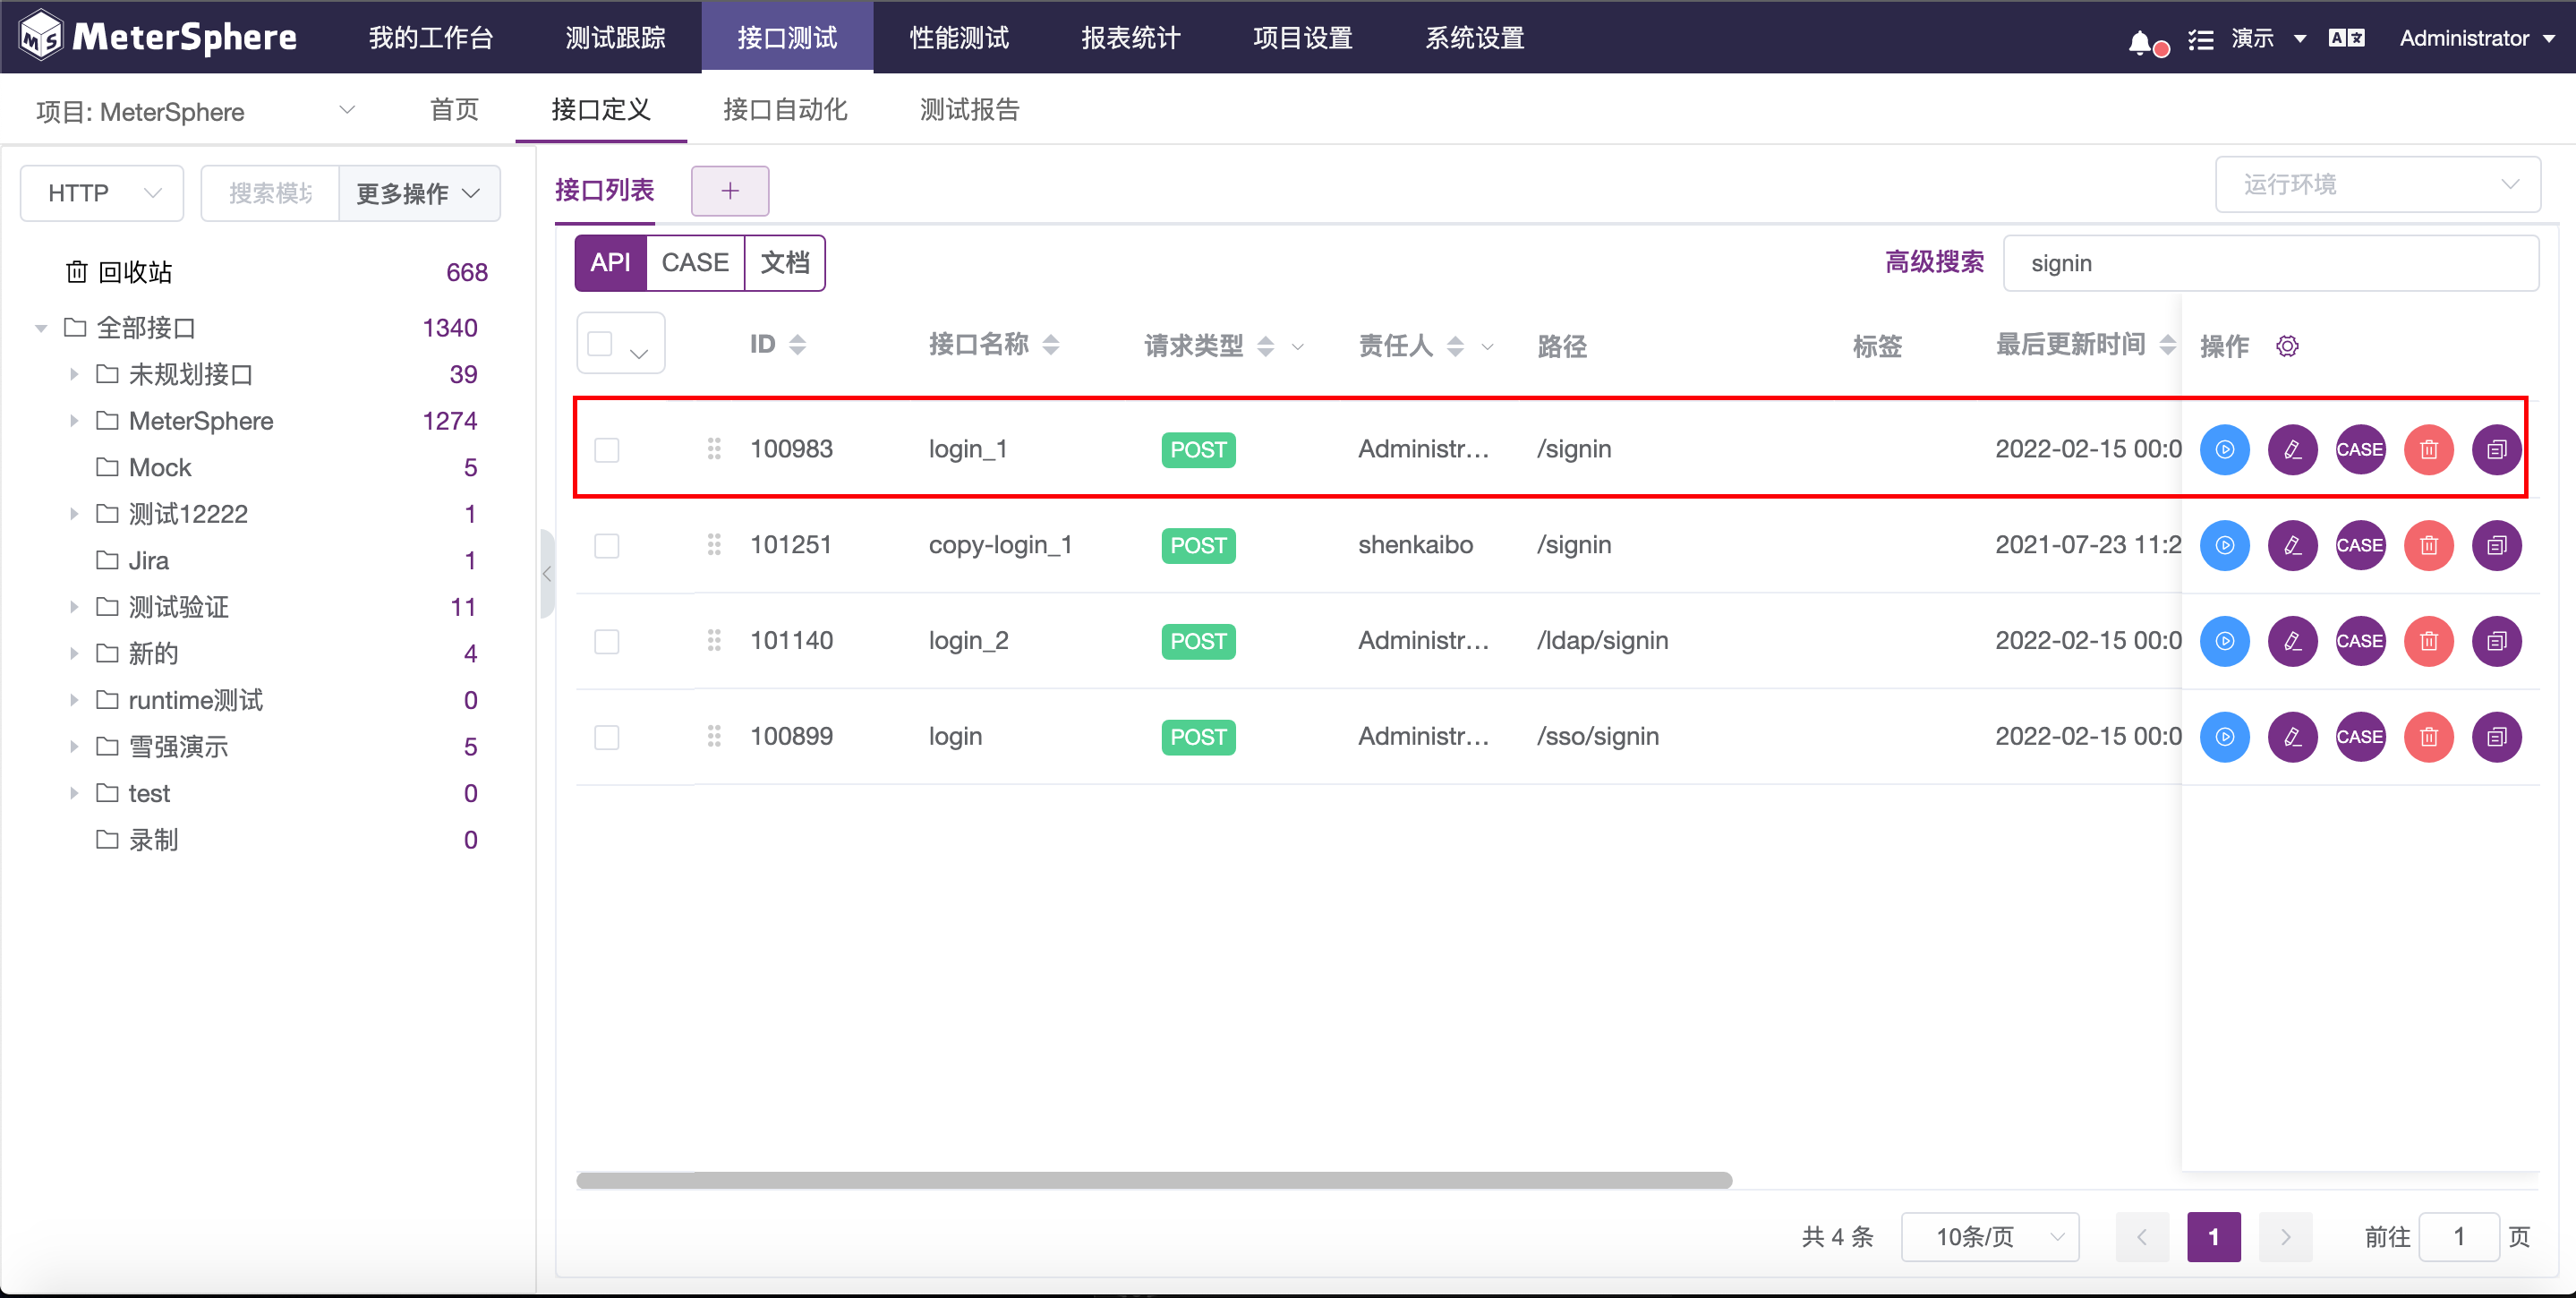 MeterSphere 我的工作台 测试跟踪 接口测试 性能测试 报表统计 项目设置 系统设置 演示 Administrator
项目: MeterSphere 首页 接口定义 接口自动化 测试报告
HTTP 搜索模块 更多操作
回收站 668
全部接口 1340
未规划接口 39
MeterSphere 1274
Mock 5
测试12222 1
Jira 1
测试验证 11
新的 4
runtime测试 0
雪强演示 5
test 0
录制 0
接口列表 + 运行环境
API CASE 文档 高级搜索 signin
ID 接口名称 请求类型 责任人 路径 标签 最后更新时间 操作
100983 login_1 POST Administr... /signin 2022-02-15 00:0 CASE
101251 copy-login_1 POST shenkaibo /signin 2021-07-23 11:2 CASE
101140 login_2 POST Administr... /ldap/signin 2022-02-15 00:0 CASE
100899 login POST Administr... /sso/signin 2022-02-15 00:0 CASE
共 4 条 10条/页 1 前往 1 页